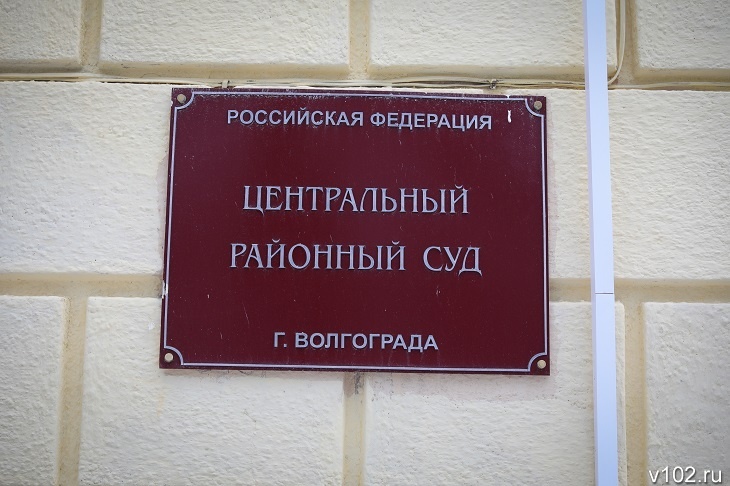 РОССИЙСКАЯ ФЕДЕРАЦИЯ
ЦЕНТРАЛЬНЫЙ
РАЙОННЫЙ СУД
Г. ВОЛГОГРАДА
v102.ru